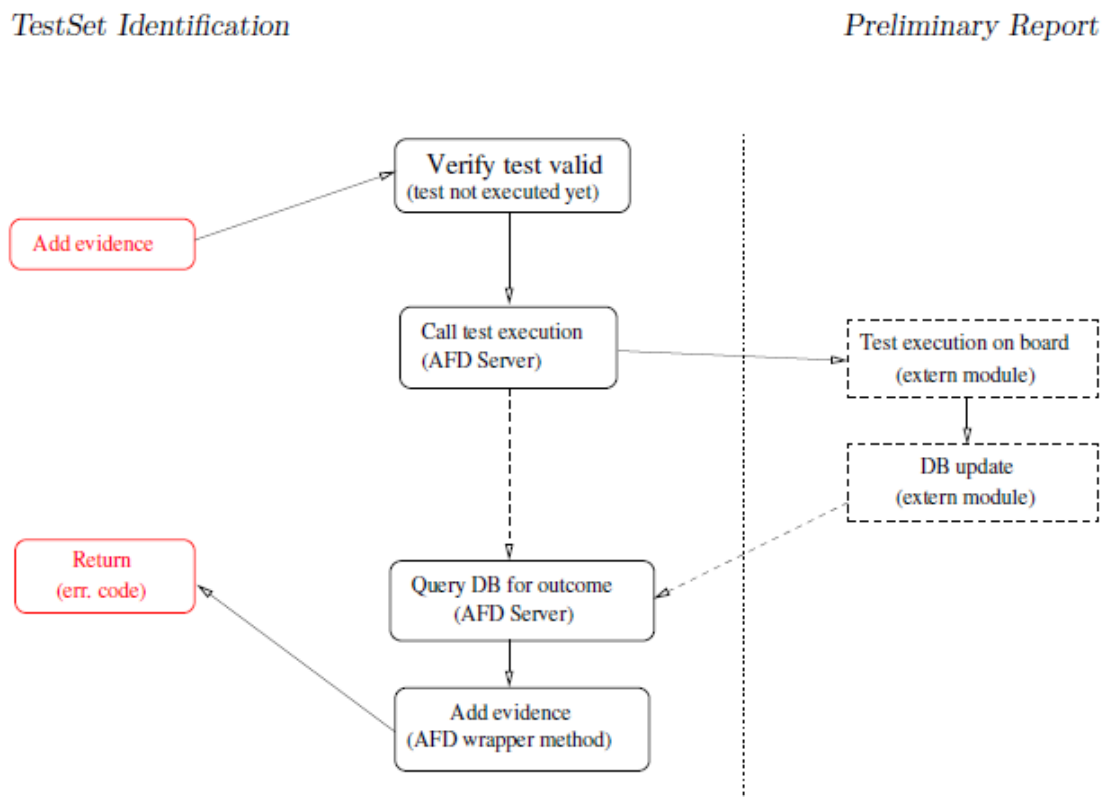 TestSet Identification
Preliminary Report
Verify test valid
(test not executed yet)
Add evidence
Call test execution
(AFD Server)
Test execution on board
(extern module)
DB update
(extern module)
Return
(err. code)
Query DB for outcome
(AFD Server)
Add evidence
(AFD wrapper method)